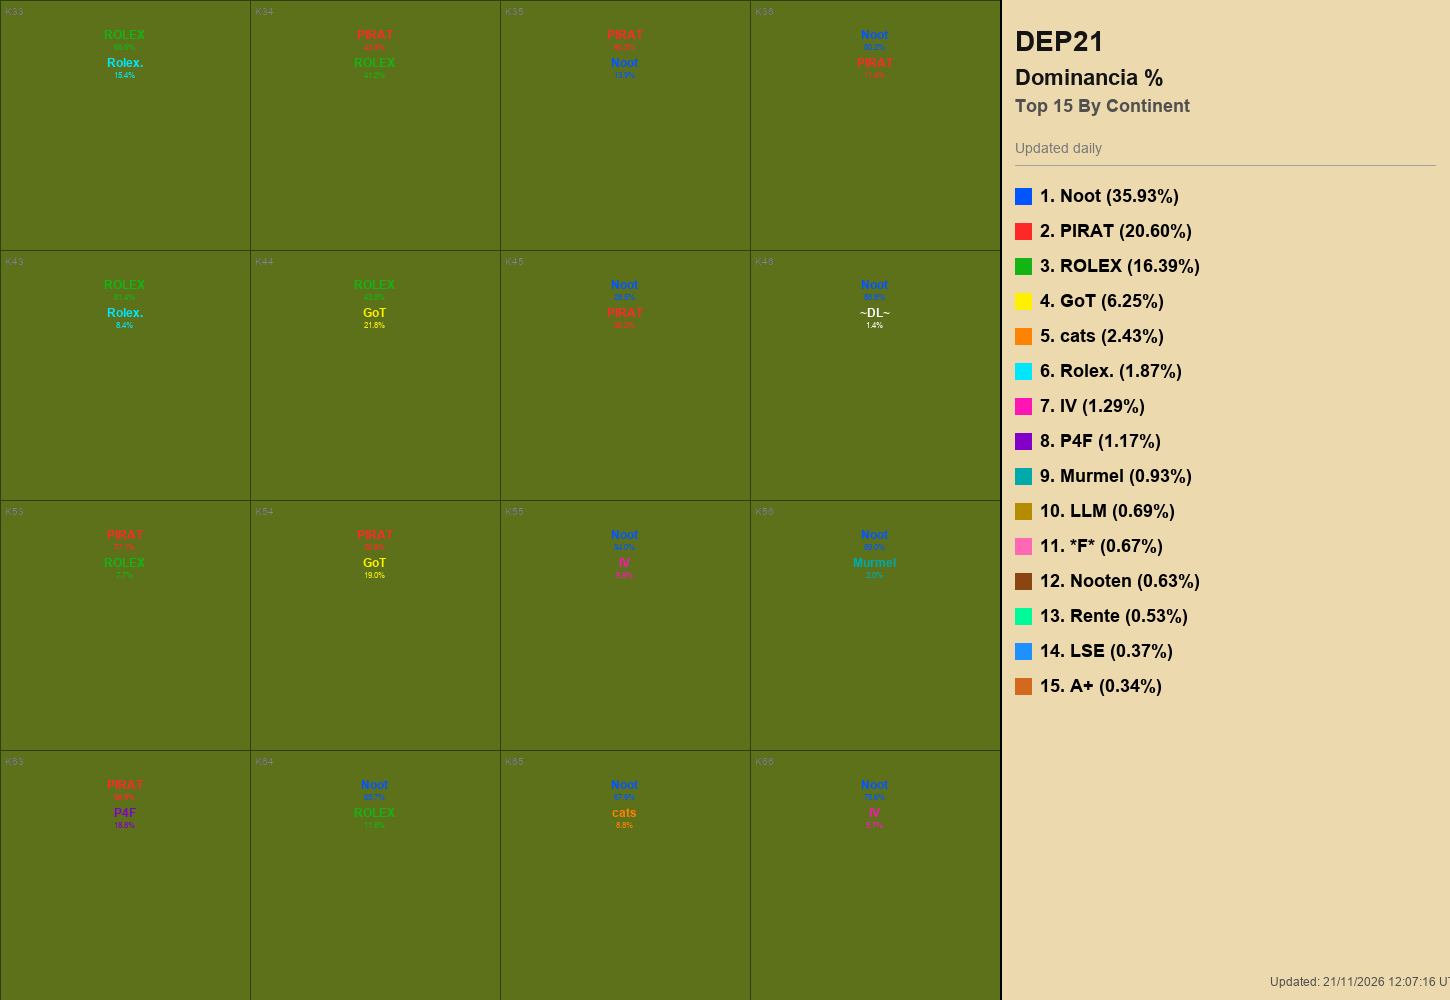 K33
ROLEX
Rolex.
15.4%
K34
PIRAT
ROLEX
K35
PIRAT
Noot
K36
Noot
PIRAT
K43
ROLEX
Rolex.
8.4%
K44
ROLEX
GoT
21.8%
K45
Noot
PIRAT
K46
Noot
~DL~
1.4%
K53
PIRAT
ROLEX
K54
PIRAT
GoT
19.0%
K55
Noot
IV
K56
Noot
Murmel
K63
PIRAT
P4F
K64
Noot
ROLEX
K65
Noot
cats
8.8%
K66
Noot
IV
DEP21
Dominancia %
Top 15 By Continent
Updated daily
1. Noot (35.93%)
2. PIRAT (20.60%)
3. ROLEX (16.39%)
4. GoT (6.25%)
5. cats (2.43%)
6. Rolex. (1.87%)
7. IV (1.29%)
8. P4F (1.17%)
9. Murmel (0.93%)
10. LLM (0.69%)
11. *F* (0.67%)
12. Nooten (0.63%)
13. Rente (0.53%)
14. LSE (0.37%)
15. A+ (0.34%)
Updated: 21/11/2026 12:07:16